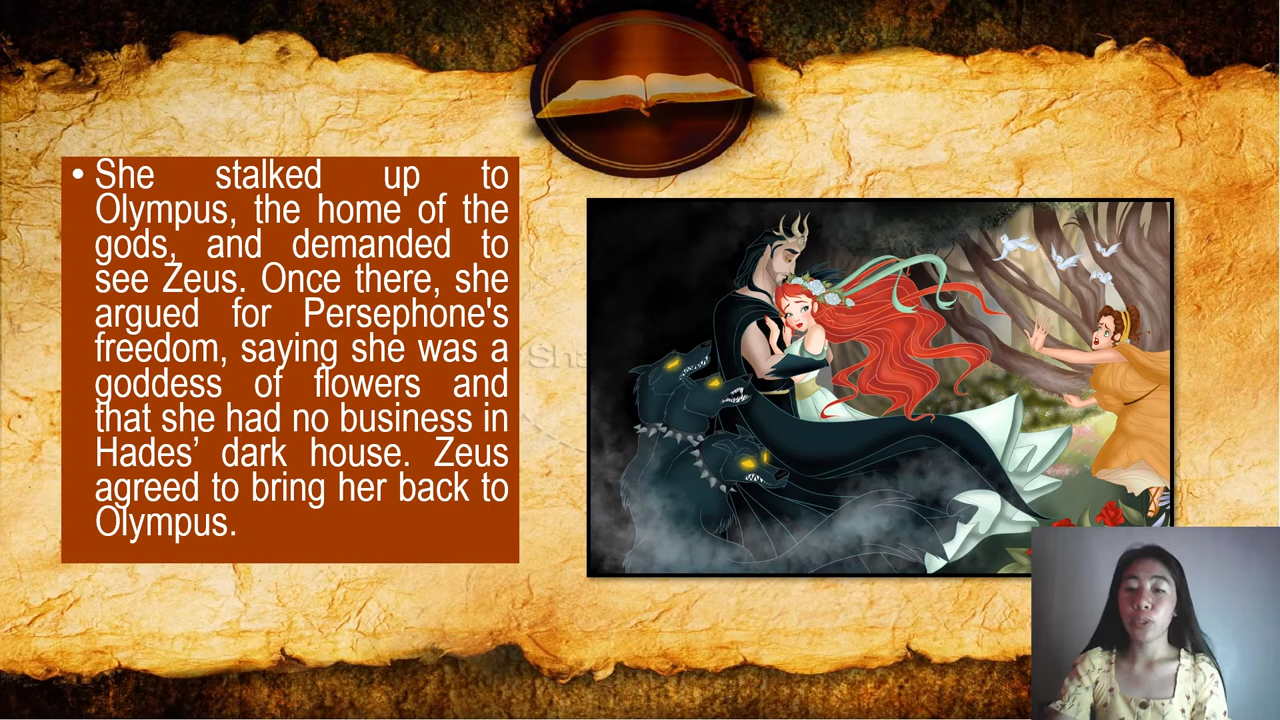 • She stalked up to
Olympus, the home of the
gods, and demanded to
see Zeus. Once there, she
argued for Persephone's
freedom, saying she was a
goddess of flowers and
that she had no business in
Hades’ dark house. Zeus
agreed to bring her back to
Olympus.